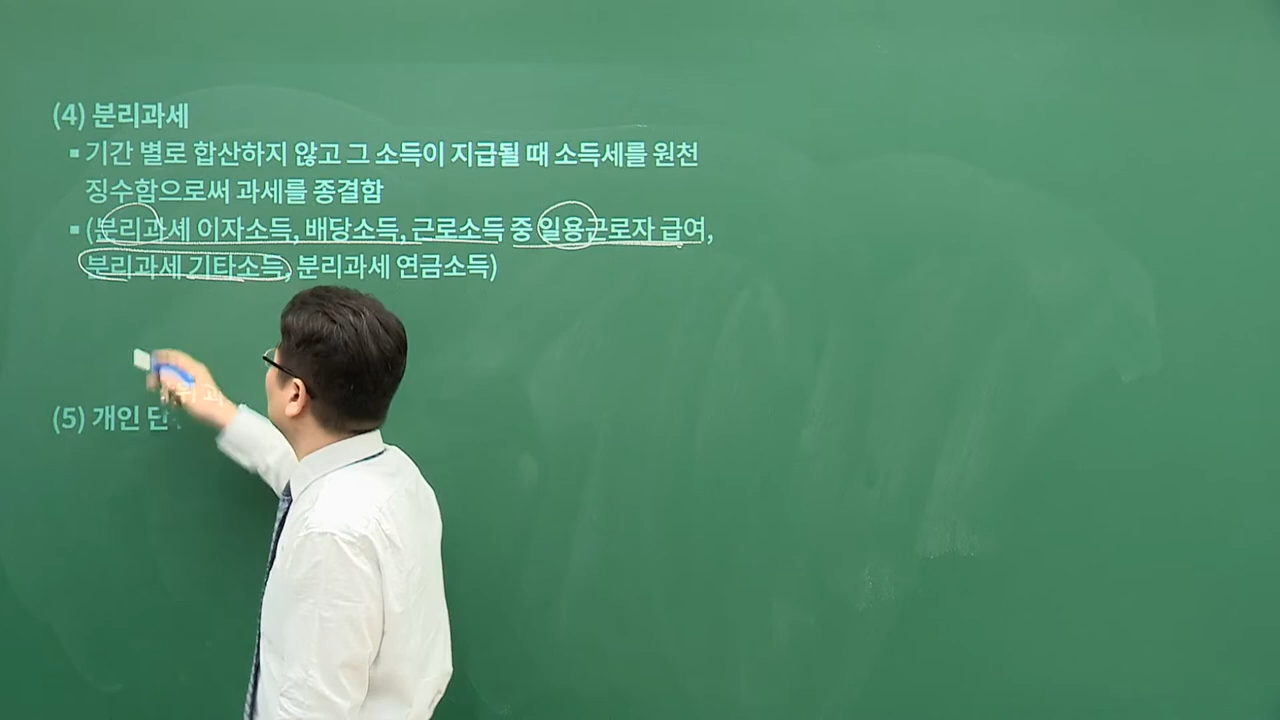 (4) 분리과세
▪ 기간 별로 합산하지 않고 그 소득이 지급될 때 소득세를 원천
징수함으로써 과세를 종결함
▪ (분리과세 이자소득, 배당소득, 근로소득 중 일용근로자 급여,
분리과세 기타소득, 분리과세 연금소득)
(5) 개인 단